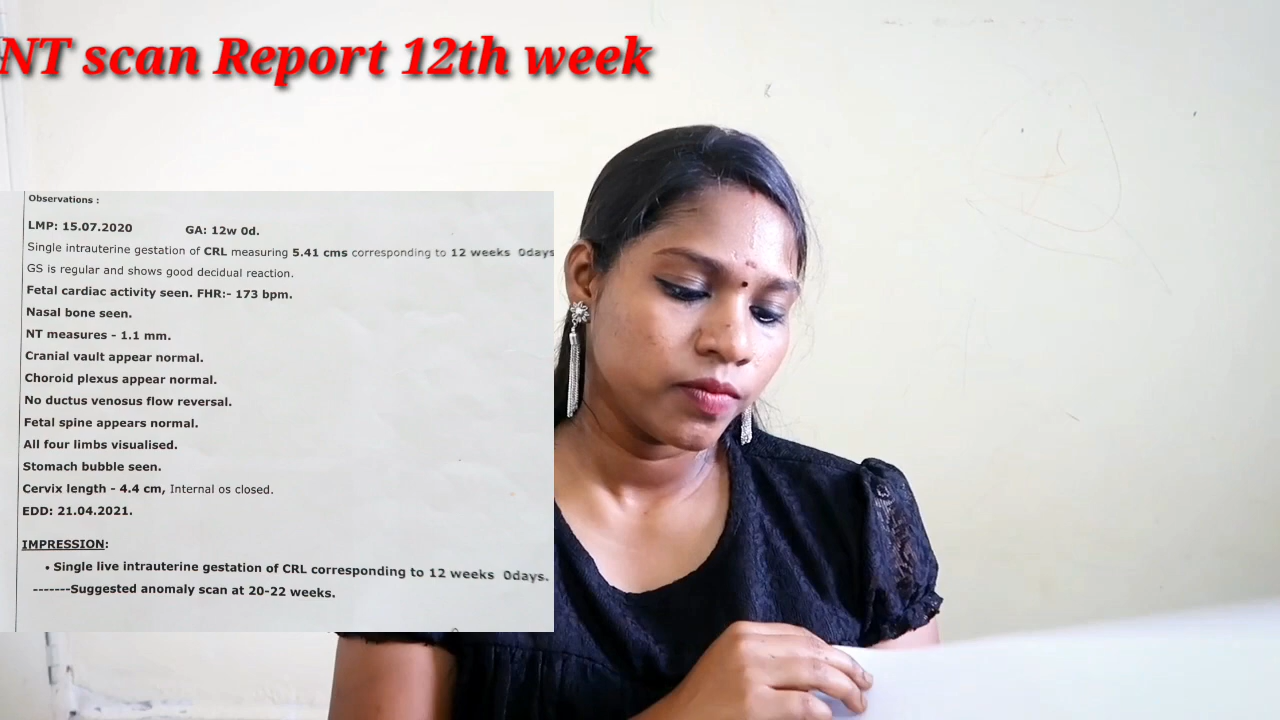 NT scan Report 12th week
Observations :
LMP: 15.07.2020 GA: 12w 0d.
Single intrauterine gestation of CRL measuring 5.41 cms corresponding to 12 weeks 0days
GS is regular and shows good decidual reaction.
Fetal cardiac activity seen. FHR:- 173 bpm.
Nasal bone seen.
NT measures - 1.1 mm.
Cranial vault appear normal.
Choroid plexus appear normal.
No ductus venosus flow reversal.
Fetal spine appears normal.
All four limbs visualised.
Stomach bubble seen.
Cervix length - 4.4 cm, Internal os closed.
EDD: 21.04.2021.
IMPRESSION:
• Single live intrauterine gestation of CRL corresponding to 12 weeks 0days.
-------Suggested anomaly scan at 20-22 weeks.